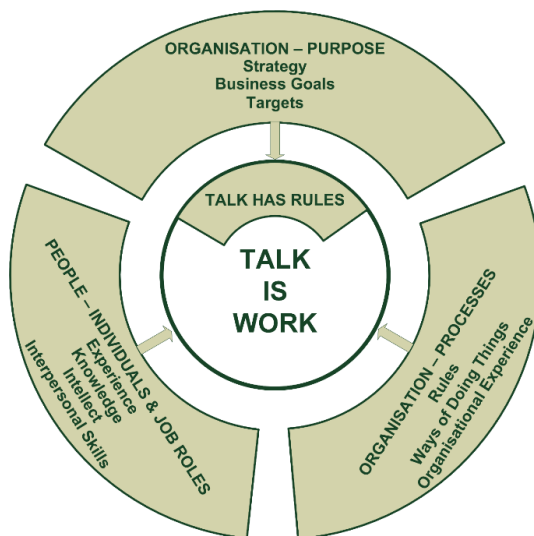 ORGANISATION – PURPOSE
Strategy
Business Goals
Targets
TALK HAS RULES
TALK
IS
WORK
PEOPLE – INDIVIDUALS & JOB ROLES
Experience
Knowledge
Intellect
Interpersonal Skills
ORGANISATION – PROCESSES
Rules
Ways of Doing Things
Organisational Experience